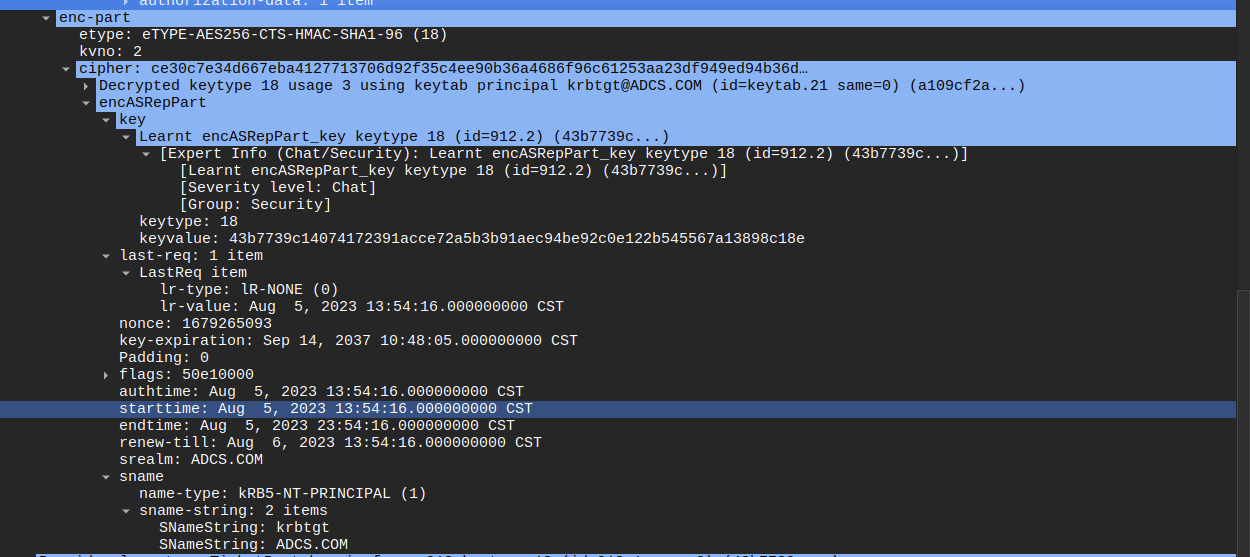 authorization-data: 1 item
enc-part
etype: eTYPE-AES256-CTS-HMAC-SHA1-96 (18)
kvno: 2
cipher: ce30c7e34d667eba4127713706d92f35c4ee90b36a4686f96c61253aa23df949ed94b36d…
Decrypted keytype 18 usage 3 using keytab principal krbtgt@ADCS.COM (id=keytab.21 same=0) (a109cf2a...)
encASRepPart
key
Learnt encASRepPart_key keytype 18 (id=912.2) (43b7739c...)
[Expert Info (Chat/Security): Learnt encASRepPart_key keytype 18 (id=912.2) (43b7739c...)]
[Learnt encASRepPart_key keytype 18 (id=912.2) (43b7739c...)]
[Severity level: Chat]
[Group: Security]
keytype: 18
keyvalue: 43b7739c14074172391acce72a5b3b91aec94be92c0e122b545567a13898c18e
last-req: 1 item
LastReq item
lr-type: lR-NONE (0)
lr-value: Aug  5, 2023 13:54:16.000000000 CST
nonce: 1679265093
key-expiration: Sep 14, 2037 10:48:05.000000000 CST
Padding: 0
flags: 50e10000
authtime: Aug  5, 2023 13:54:16.000000000 CST
starttime: Aug  5, 2023 13:54:16.000000000 CST
endtime: Aug  5, 2023 23:54:16.000000000 CST
renew-till: Aug  6, 2023 13:54:16.000000000 CST
srealm: ADCS.COM
sname
name-type: kRB5-NT-PRINCIPAL (1)
sname-string: 2 items
SNameString: krbtgt
SNameString: ADCS.COM